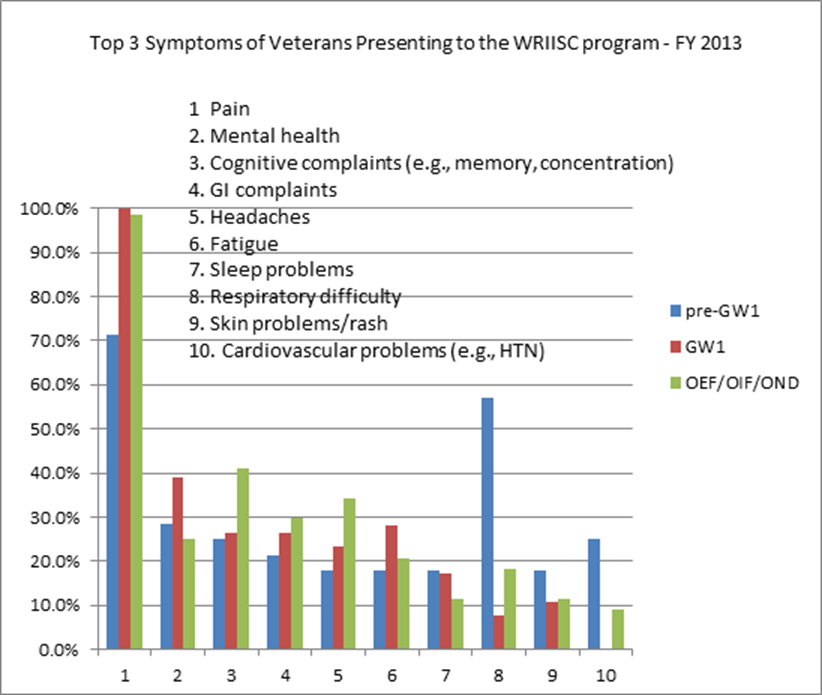 Top 3 Symptoms of Veterans Presenting to the WRIISC program - FY 2013
1 Pain
2. Mental health
3. Cognitive complaints (e.g., memory, concentration)
4. GI complaints
5. Headaches
6. Fatigue
7. Sleep problems
8. Respiratory difficulty
9. Skin problems/rash
10. Cardiovascular problems (e.g., HTN)
100.0%
90.0%
80.0%
70.0%
60.0%
50.0%
40.0%
30.0%
20.0%
10.0%
0.0%
1 2 3 4 5 6 7 8 9 10
pre-GW1
GW1
OEF/OIF/OND